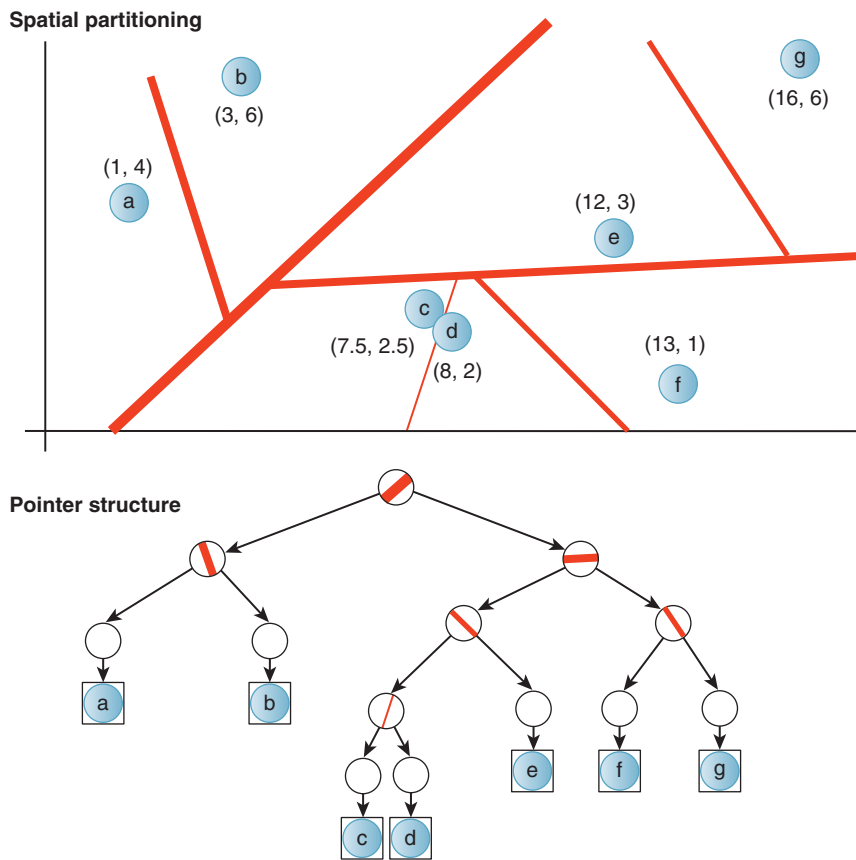 Spatial partitioning
b
g
(3, 6)
(16, 6)
(1, 4)
a
(12, 3)
e
c
d
(7.5, 2.5)
(13, 1)
(8, 2)
f
Pointer structure
a
b
e
f
g
c
d